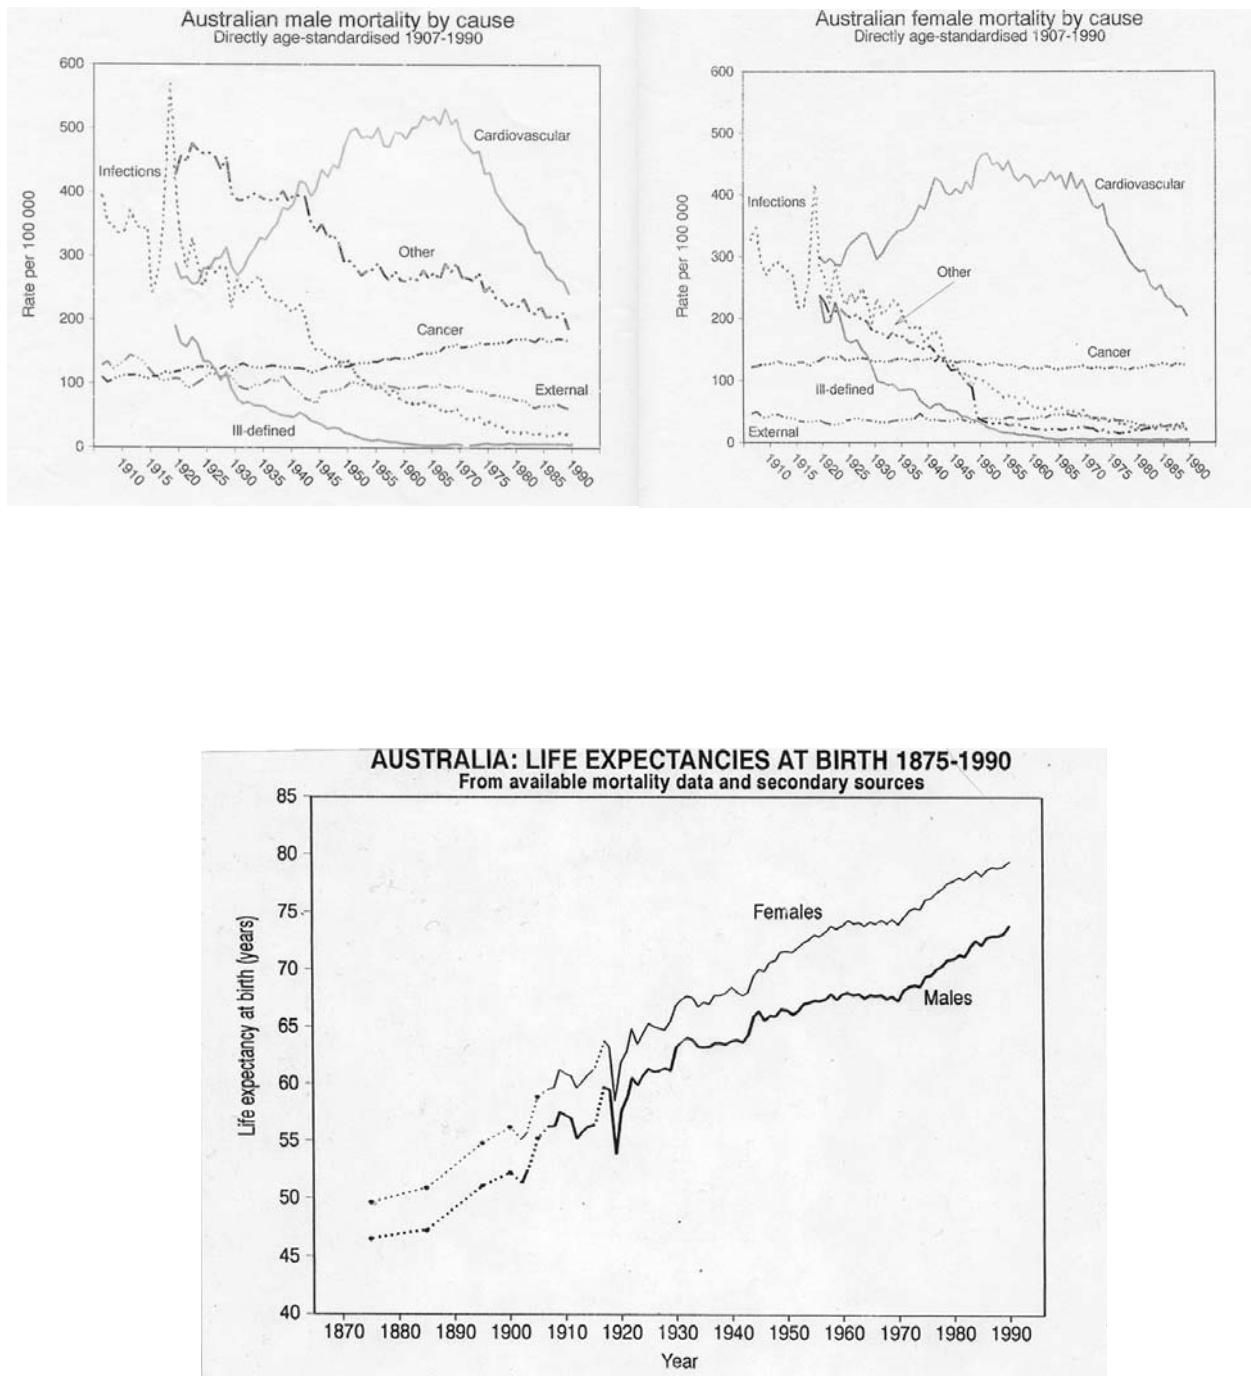 Australian male mortality by cause
Directly age-standardised 1907-1990
600
500
400
300
200
100
0
Rate per 100 000
Infections
Cardiovascular
Other
Cancer
External
Ill-defined
1910 1915 1920 1925 1930 1935 1940 1945 1950 1955 1960 1965 1970 1975 1980 1985 1990
Australian female mortality by cause
Directly age-standardised 1907-1990
600
500
400
300
200
100
0
Rate per 100 000
Infections
Cardiovascular
Other
Cancer
Ill-defined
External
1910 1915 1920 1925 1930 1935 1940 1945 1950 1955 1960 1965 1970 1975 1980 1985 1990
AUSTRALIA: LIFE EXPECTANCIES AT BIRTH 1875-1990
From available mortality data and secondary sources
85
80
75
70
65
60
55
50
45
40
Life expectancy at birth (years)
Females
Males
1870 1880 1890 1900 1910 1920 1930 1940 1950 1960 1970 1980 1990
Year